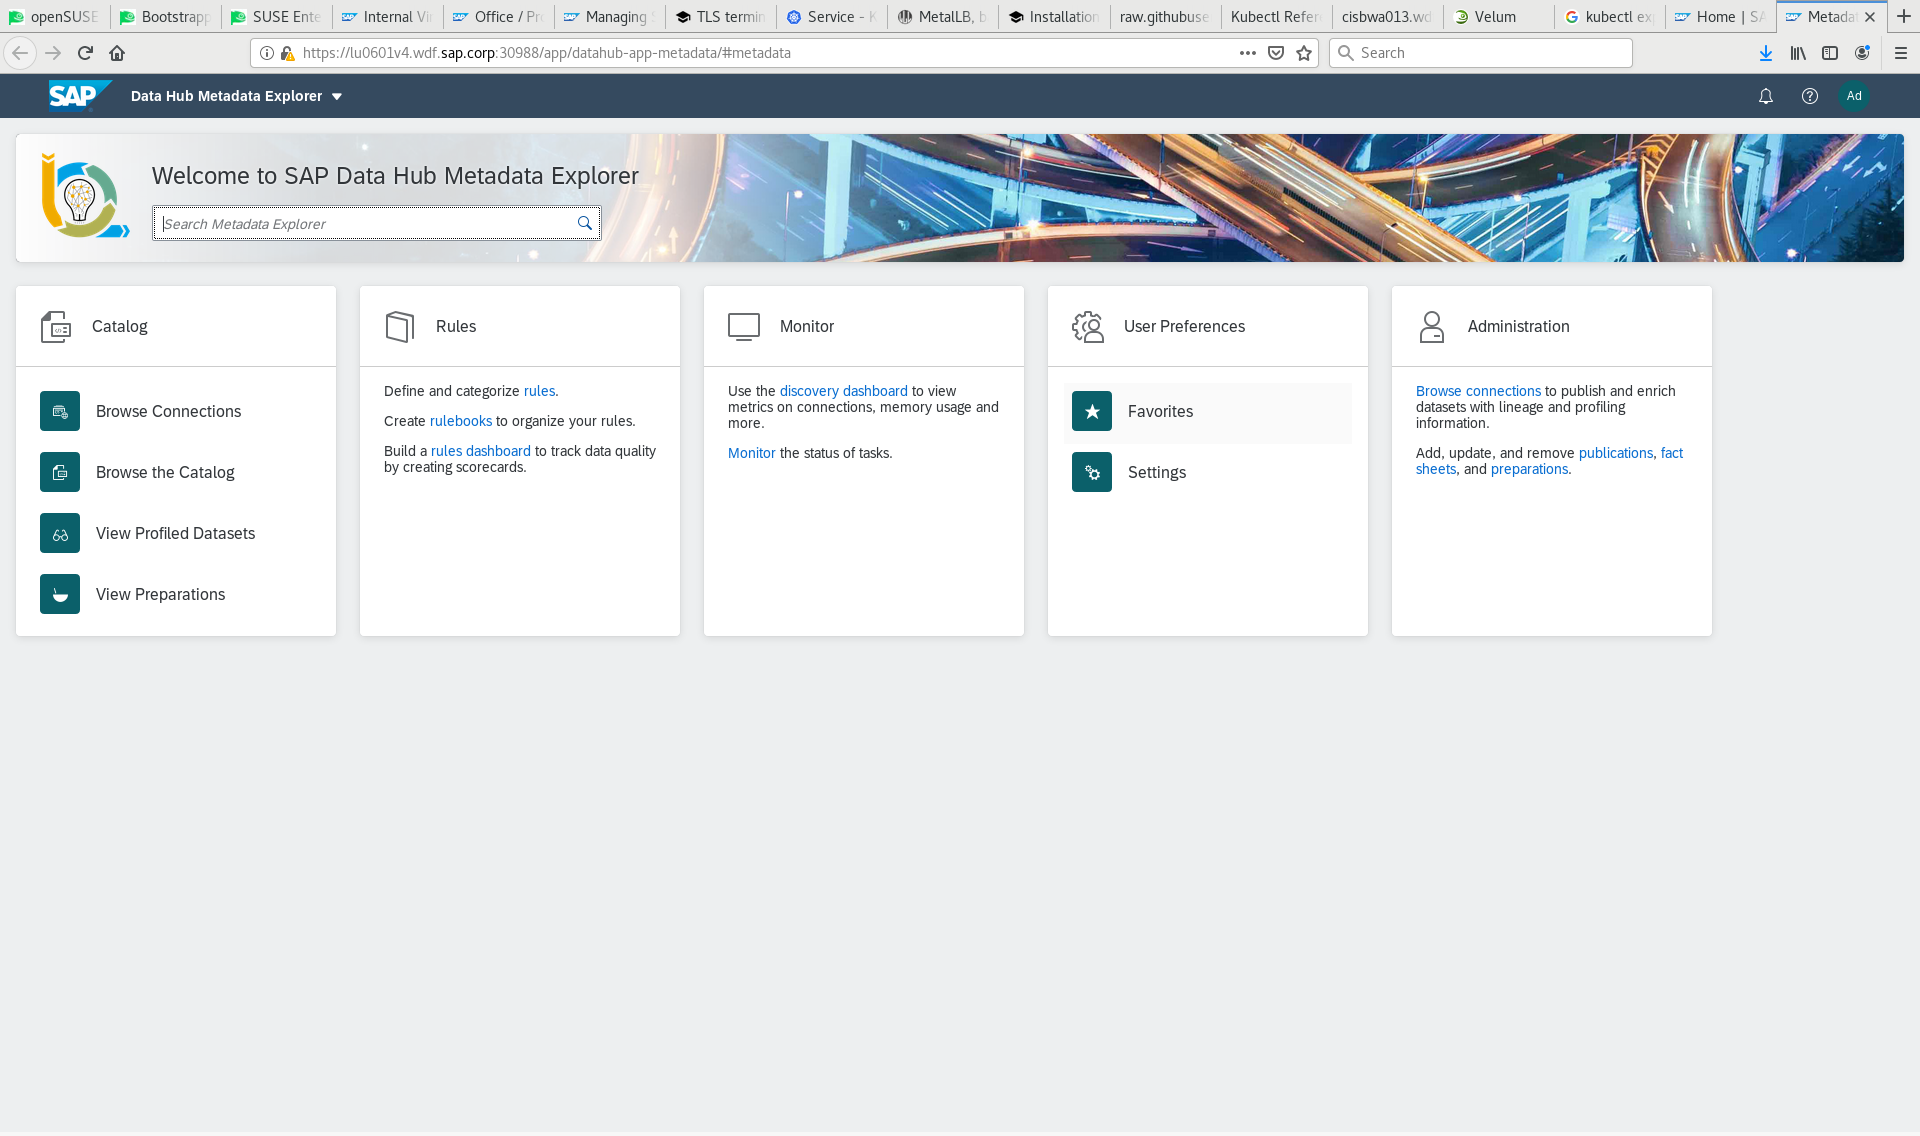 openSUSE
Bootstrapp
SUSE Ente
Internal Vi
Office / Pr
Managing
TLS termin
Service - K
MetalLB, b
Installation
raw.githubuse
Kubectl Refer
cisbwa013.wd
Velum
kubectl ex
Home | SA
Metadat
https://lu0601v4.wdf.sap.corp:30988/app/datahub-app-metadata/#metadata
Search
SAP Data Hub Metadata Explorer
Ad
Welcome to SAP Data Hub Metadata Explorer
Search Metadata Explorer
Catalog
Browse Connections
Browse the Catalog
View Profiled Datasets
View Preparations
Rules
Define and categorize rules.
Create rulebooks to organize your rules.
Build a rules dashboard to track data quality
by creating scorecards.
Monitor
Use the discovery dashboard to view
metrics on connections, memory usage and
more.
Monitor the status of tasks.
User Preferences
Favorites
Settings
Administration
Browse connections to publish and enrich
datasets with lineage and profiling
information.
Add, update, and remove publications, fact
sheets, and preparations.